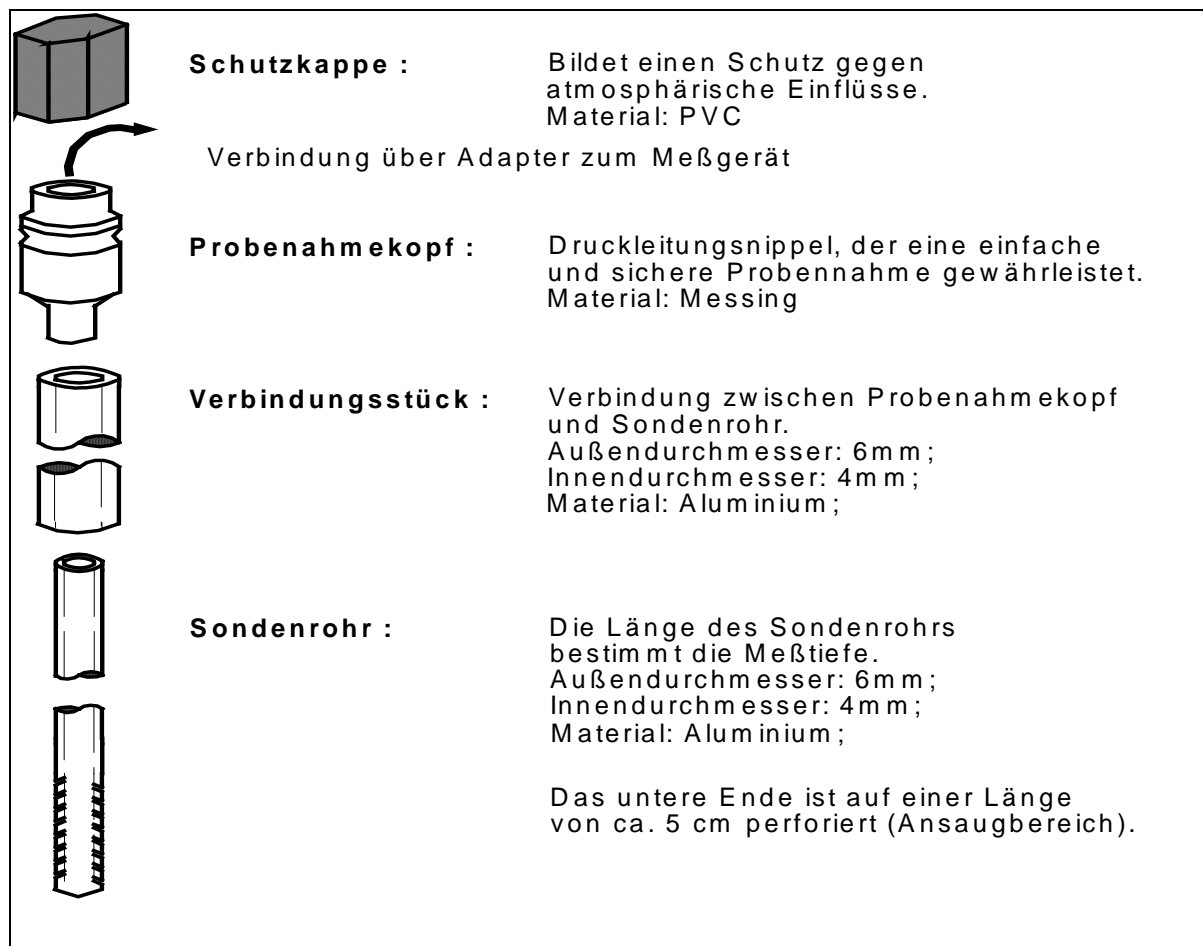 Schutzkappe : Bildet einen Schutz gegen
atmosphärische Einflüsse.
Material: PVC
Verbindung über Adapter zum Meßgerät
Probenahmekopf : Druckleitungsnippel, der eine einfache
und sichere Probennahme gewährleistet.
Material: Messing
Verbindungsstück : Verbindung zwischen Probenahmekopf
und Sondenrohr.
Außendurchmesser: 6mm;
Innendurchmesser: 4mm;
Material: Aluminium;
Sondenrohr : Die Länge des Sondenrohrs
bestimmt die Meßtiefe.
Außendurchmesser: 6mm;
Innendurchmesser: 4mm;
Material: Aluminium;
Das untere Ende ist auf einer Länge
von ca. 5 cm perforiert (Ansaugbereich).